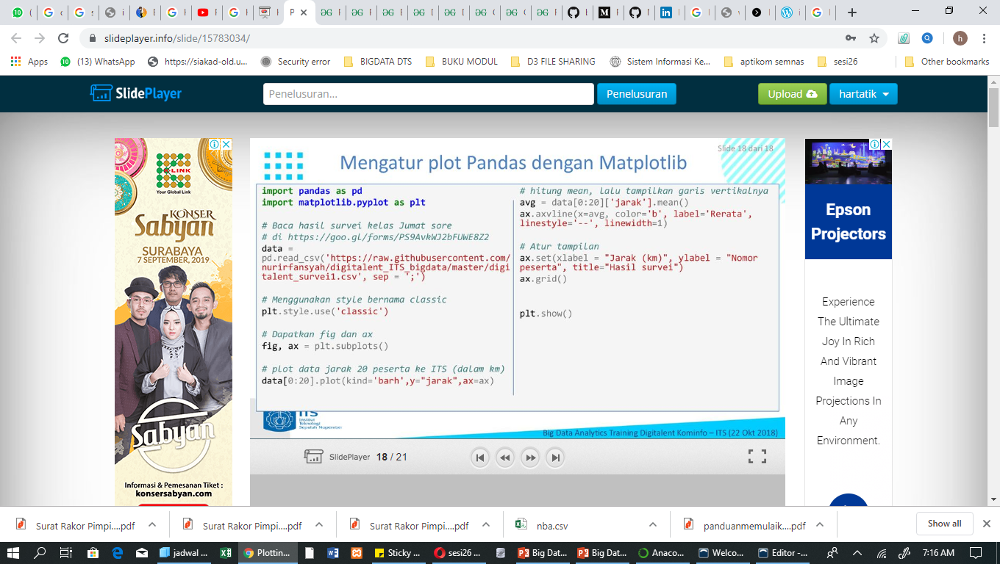 slideplayer.info/slide/15783034/
h
Apps
10
(13) WhatsApp
https://siakad-old.u...
Security error
BIGDATA DTS
BUKU MODUL
D3 FILE SHARING
Sistem Informasi Ke...
aptikom semnas
sesi26
Other bookmarks
SlidePlayer
Penelusuran...
Penelusuran
Upload
hartatik
K-LINK
Your Global Link
KONSER
Sabyan
SURABAYA
7 SEPTEMBER, 2019
Sabyan
Informasi & Pemesanan Tiket :
konsersabyan.com
Slide 18 dari 18
Mengatur plot Pandas dengan Matplotlib
import pandas as pd
import matplotlib.pyplot as plt
# Baca hasil survei kelas Jumat sore
# di https://goo.gl/forms/PS9AvkWJ2bFUWE8Z2
data =
pd.read_csv('https://raw.githubusercontent.com/
nurirfansyah/digitalent_ITS_bigdata/master/digi
talent_survei1.csv', sep = ';')
# Menggunakan style bernama classic
plt.style.use('classic')
# Dapatkan fig dan ax
fig, ax = plt.subplots()
# plot data jarak 20 peserta ke ITS (dalam km)
data[0:20].plot(kind='barh',y="jarak",ax=ax)
# hitung mean, lalu tampilkan garis vertikalnya
avg = data[0:20]['jarak'].mean()
ax.axvline(x=avg, color='b', label='Rerata',
linestyle='--', linewidth=1)
# Atur tampilan
ax.set(xlabel = "Jarak (km)", ylabel = "Nomor
peserta", title="Hasil survei")
ax.grid()
plt.show()
ITS
Institut
Teknologi
Sepuluh Nopember
Big Data Analytics Training Digitalent Kominfo – ITS (22 Okt 2018)
SlidePlayer 18 / 21
Epson
Projectors
Experience
The Ultimate
Joy In Rich
And Vibrant
Image
Projections In
Any
Environment.
Surat Rakor Pimpi....pdf
Surat Rakor Pimpi....pdf
Surat Rakor Pimpi....pdf
nba.csv
panduanmemulaik....pdf
Show all
jadwal ...
Plottin...
Sticky ...
sesi26 ...
Big Dat...
Big Dat...
Anaco...
Welco...
Editor -...
7:16 AM